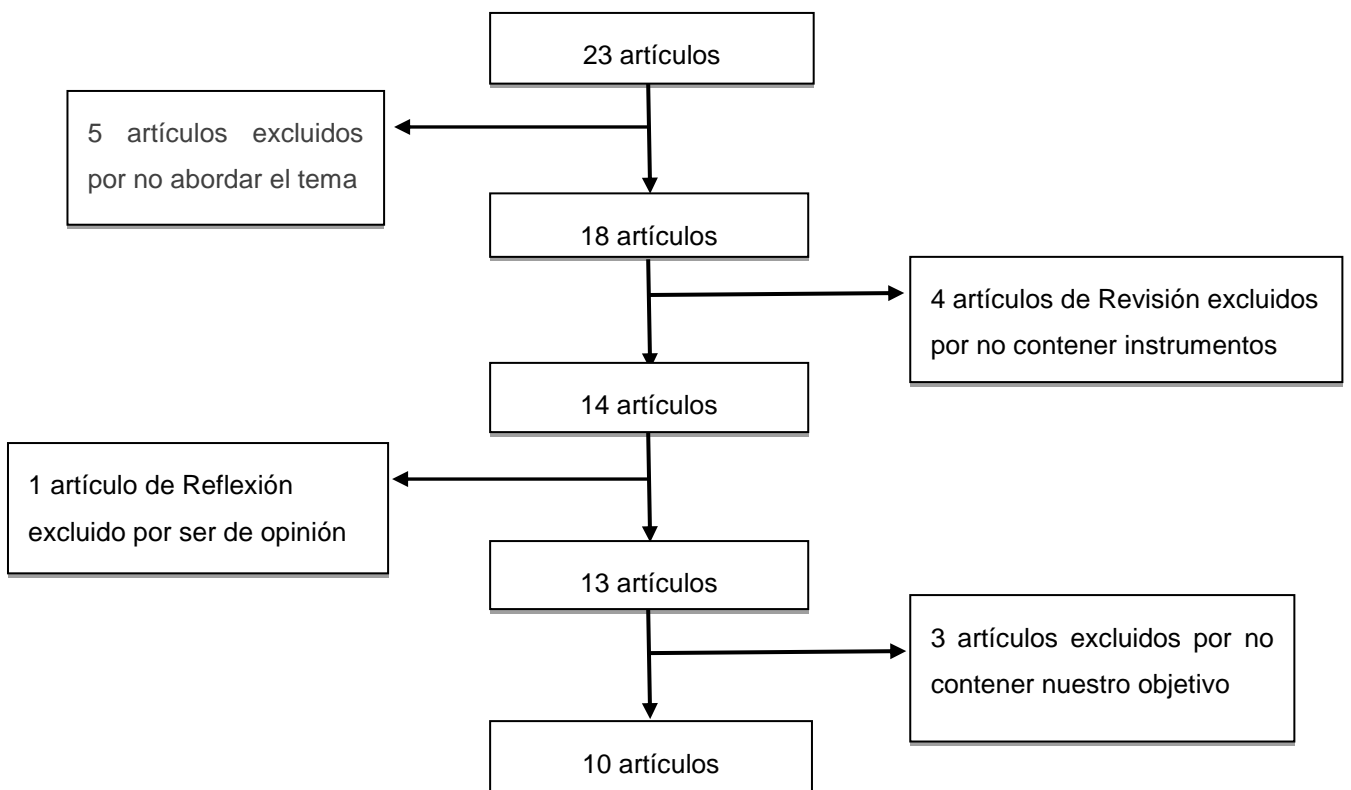 23 artículos
5 artículos excluidos
por no abordar el tema
18 artículos
4 artículos de Revisión excluidos
por no contener instrumentos
14 artículos
1 artículo de Reflexión
excluido por ser de opinión
13 artículos
3 artículos excluidos por no
contener nuestro objetivo
10 artículos